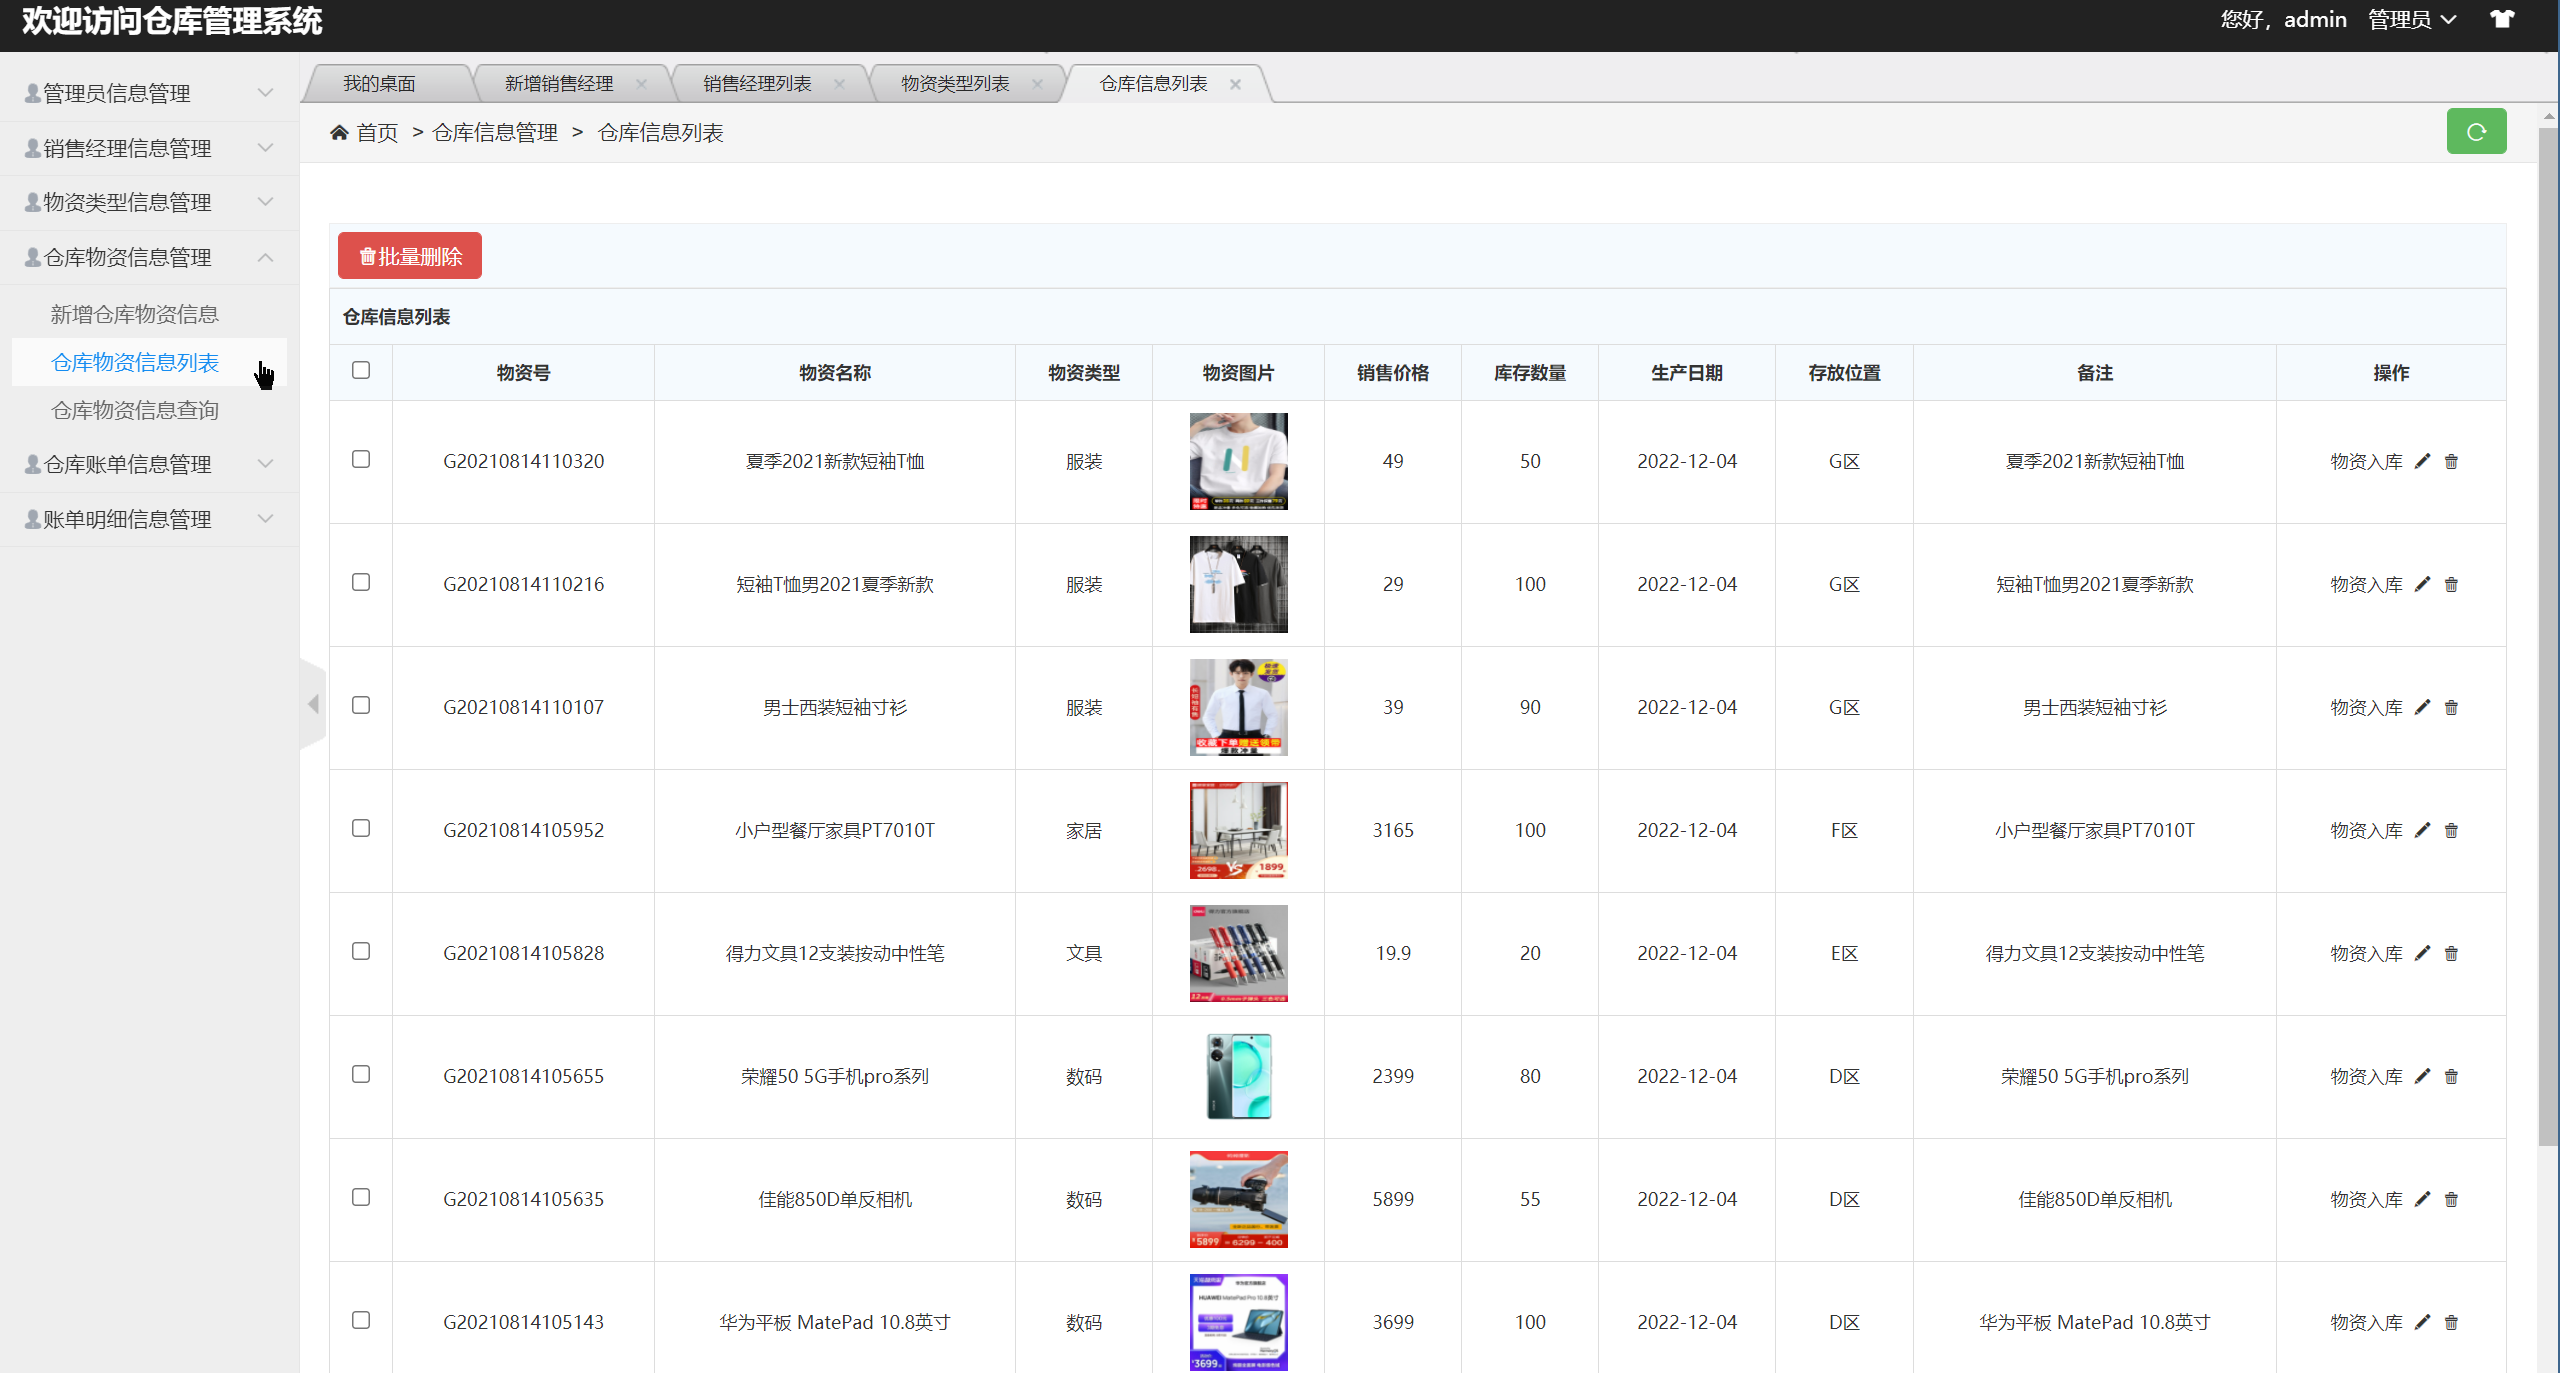 欢迎访问仓库管理系统
您好，admin 管理员
管理员信息管理
销售经理信息管理
物资类型信息管理
仓库物资信息管理
新增仓库物资信息
仓库物资信息列表
仓库物资信息查询
仓库账单信息管理
账单明细信息管理
我的桌面 新增销售经理 销售经理列表 物资类型列表 仓库信息列表
首页 > 仓库信息管理 > 仓库信息列表
批量删除
仓库信息列表
物资号 物资名称 物资类型 物资图片 销售价格 库存数量 生产日期 存放位置 备注 操作
G20210814110320 夏季2021新款短袖T恤 服装 49 50 2022-12-04 G区 夏季2021新款短袖T恤 物资入库
G20210814110216 短袖T恤男2021夏季新款 服装 29 100 2022-12-04 G区 短袖T恤男2021夏季新款 物资入库
G20210814110107 男士西装短袖寸衫 服装 39 90 2022-12-04 G区 男士西装短袖寸衫 物资入库
收藏下单赠送领带
G20210814105952 小户型餐厅家具PT7010T 家居 3165 100 2022-12-04 F区 小户型餐厅家具PT7010T 物资入库
2698 VS 1899
G20210814105828 得力文具12支装按动中性笔 文具 19.9 20 2022-12-04 E区 得力文具12支装按动中性笔 物资入库
G20210814105655 荣耀50 5G手机pro系列 数码 2399 80 2022-12-04 D区 荣耀50 5G手机pro系列 物资入库
G20210814105635 佳能850D单反相机 数码 5899 55 2022-12-04 D区 佳能850D单反相机 物资入库
¥5899 = 6299 - 400
G20210814105143 华为平板 MatePad 10.8英寸 数码 3699 100 2022-12-04 D区 华为平板 MatePad 10.8英寸 物资入库
HUAWEI MatePad Pro 10.8英寸
¥3699